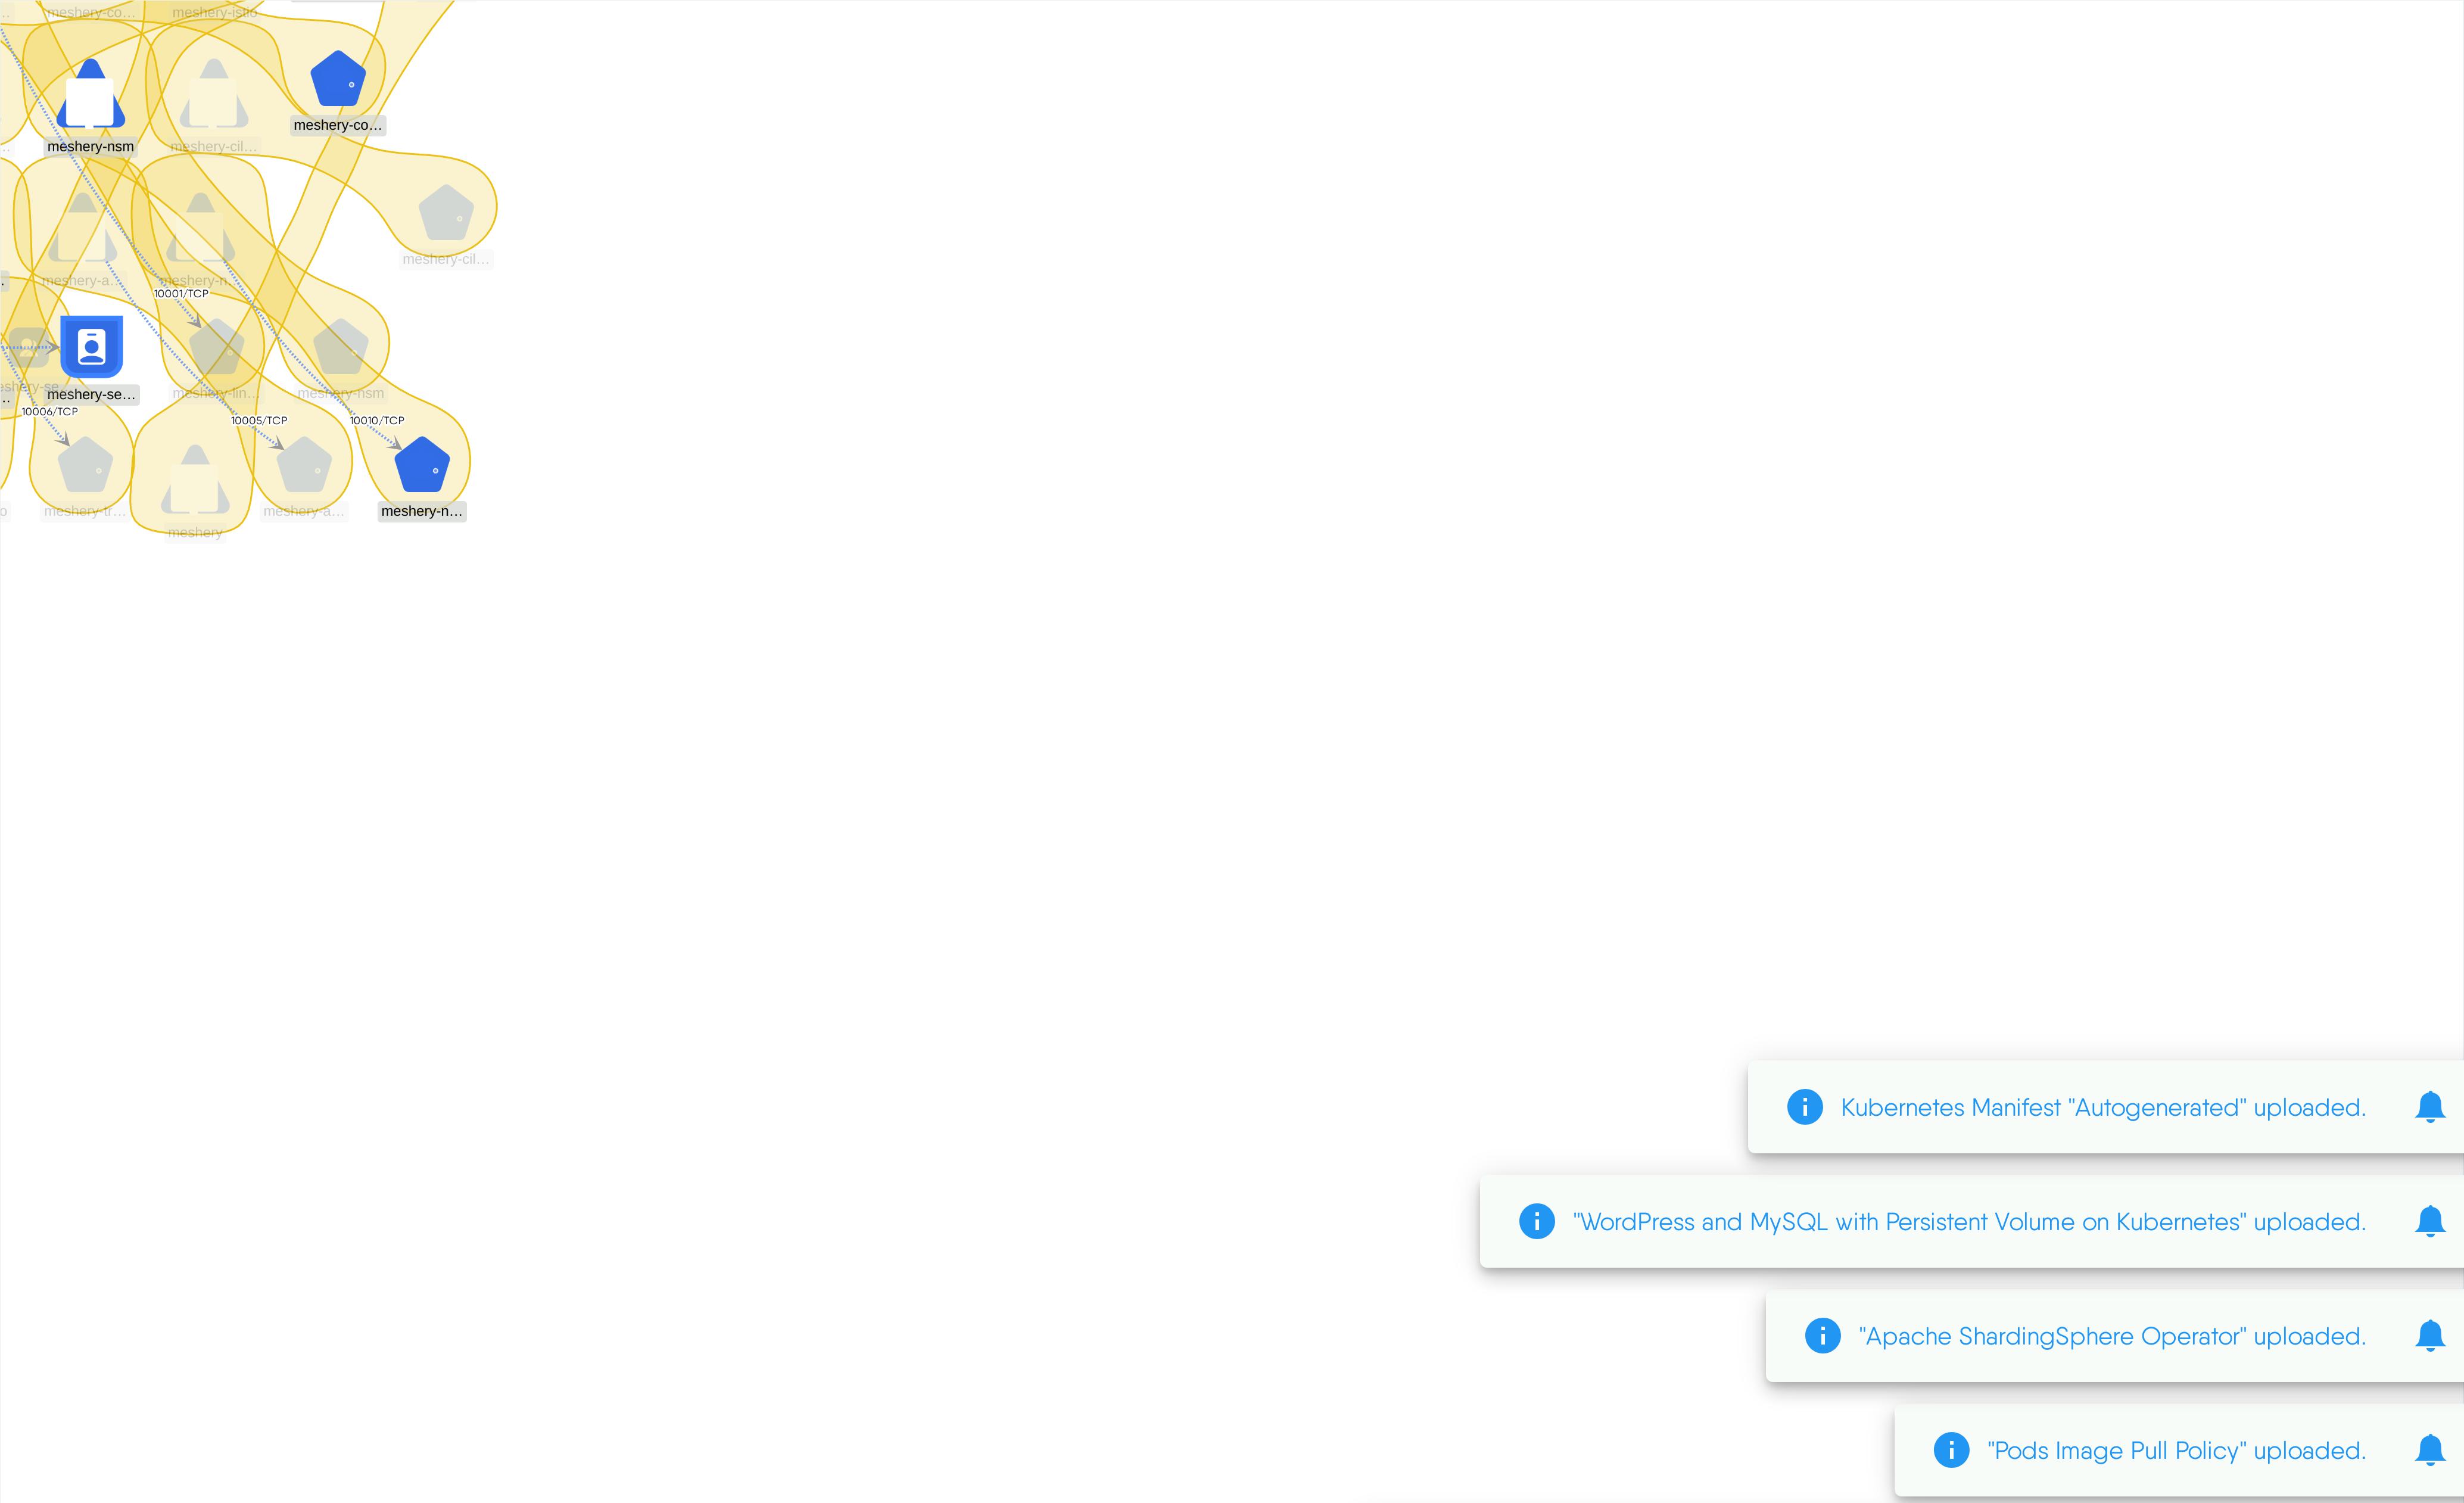 meshery-co...
meshery-istio
meshery-co...
meshery-nsm
meshery-cil...
meshery-cil...
meshery-a...
meshery-n...
10001/TCP
meshery-se...
meshery-lin...
meshery-nsm
meshery-se...
10006/TCP
10005/TCP
10010/TCP
meshery-tr...
meshery-a...
meshery-n...
meshery
Kubernetes Manifest "Autogenerated" uploaded.
"WordPress and MySQL with Persistent Volume on Kubernetes" uploaded.
"Apache ShardingSphere Operator" uploaded.
"Pods Image Pull Policy" uploaded.